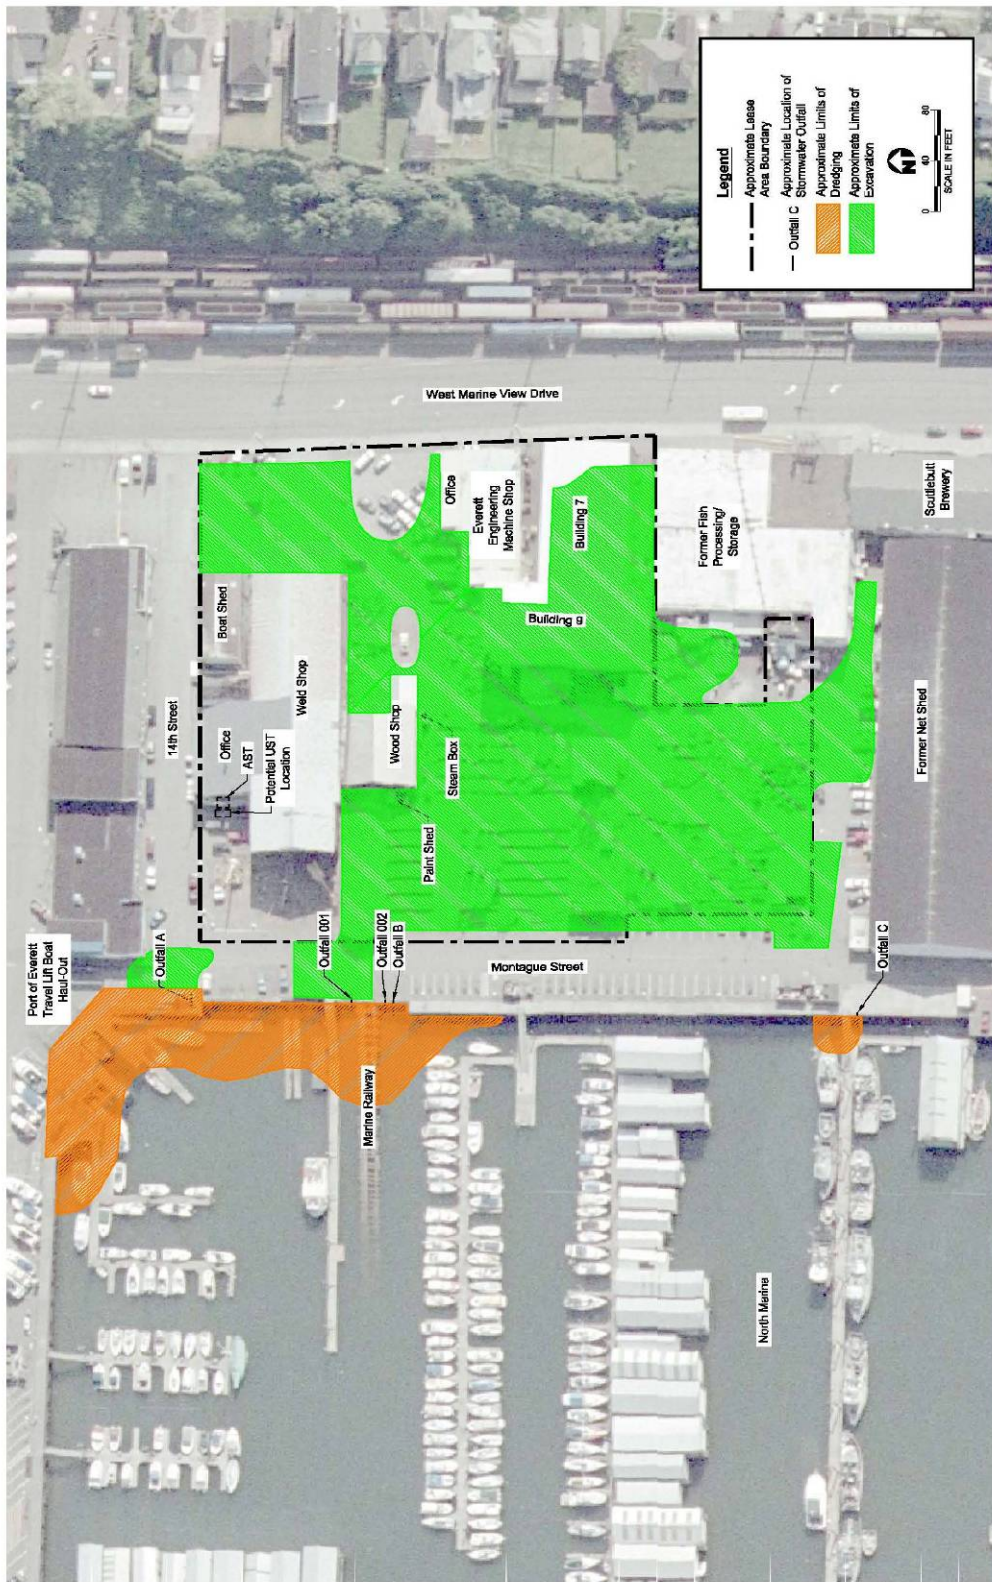 Legend
Approximate Lease
Area Boundary
Outfall C
Approximate Location of
Stormwater Outfall
Approximate Limits of
Dredging
Approximate Limits of
Excavation
N
0
40
80
SCALE IN FEET
West Marine View Drive
14th Street
Boat Shed
Weld Shop
Office
AST
Potential UST
Location
Office
Everett
Engineering
Machine Shop
Building 7
Building 9
Wood Shop
Steam Box
Paint Shed
Former Fish
Processing/
Storage
Scuttlebutt
Brewery
Former Net Shed
Port of Everett
Travel Lift Boat
Haul-Out
Outfall A
Outfall 001
Outfall 002
Outfall B
Montague Street
Outfall C
Marine Railway
North Marina